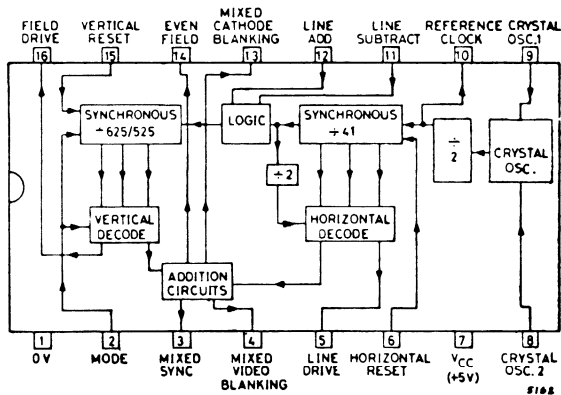 FIELD DRIVE
VERTICAL RESET
EVEN FIELD
MIXED CATHODE BLANKING
LINE ADD
LINE SUBTRACT
REFERENCE CLOCK
CRYSTAL OSC.1
16 15 14 13 12 11 10 9
SYNCHRONOUS
÷ 625/525
LOGIC
SYNCHRONOUS
÷ 41
÷ 2
CRYSTAL
OSC.
÷ 2
VERTICAL
DECODE
HORIZONTAL
DECODE
ADDITION
CIRCUITS
1 2 3 4 5 6 7 8
0V
MODE
MIXED SYNC
MIXED VIDEO BLANKING
LINE DRIVE
HORIZONTAL RESET
VCC (+5V)
CRYSTAL OSC. 2
5168